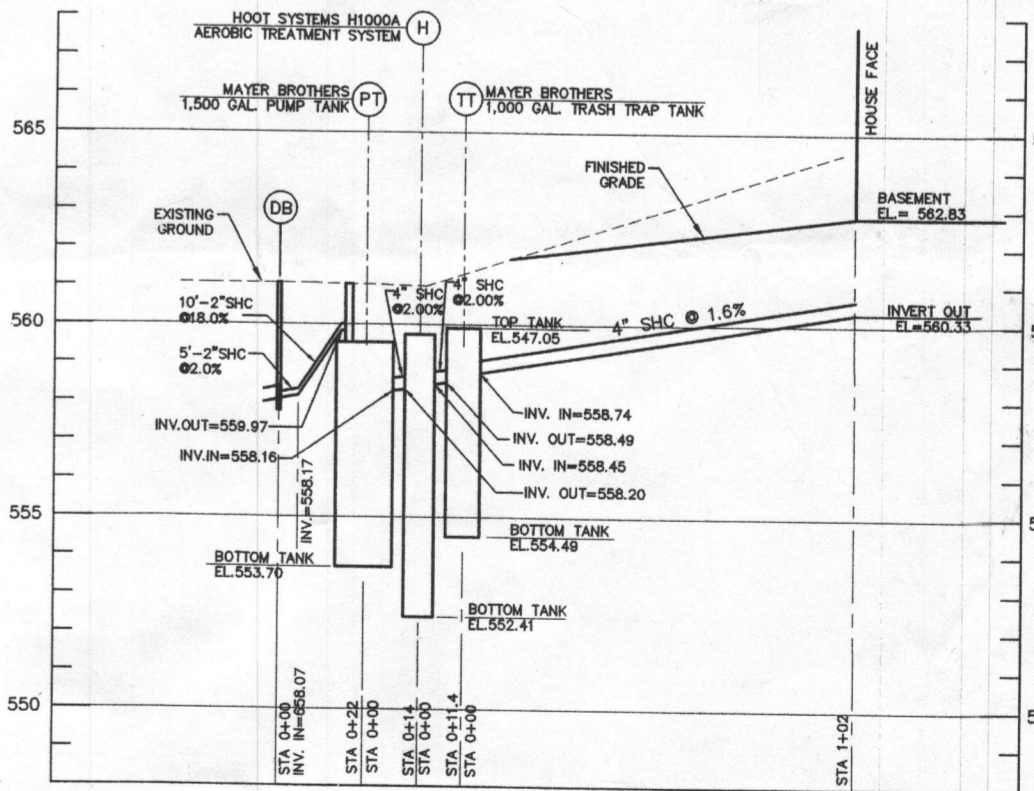 HOOT SYSTEMS H1000A
AEROBIC TREATMENT SYSTEM
H
MAYER BROTHERS
1,500 GAL. PUMP TANK
PT
TT
MAYER BROTHERS
1,000 GAL. TRASH TRAP TANK
HOUSE FACE
565
FINISHED
GRADE
DB
BASEMENT
EL.= 562.83
EXISTING
GROUND
4" SHC
@2.00%
4" SHC
@2.00%
10'-2"SHC
@18.0%
560
TOP TANK
EL.547.05
4" SHC @ 1.6%
INVERT OUT
EL=560.33
5'-2"SHC
@2.0%
INV. IN=558.74
INV.OUT=559.97
INV. OUT=558.49
INV.IN=558.16
INV. IN=558.45
INV.=558.17
INV. OUT=558.20
555
BOTTOM TANK
EL.554.49
BOTTOM TANK
EL.553.70
BOTTOM TANK
EL.552.41
550
STA 0+00
INV. IN=658.07
STA 0+22
STA 0+00
STA 0+14
STA 0+00
STA 0+11.4
STA 0+00
STA 1+02